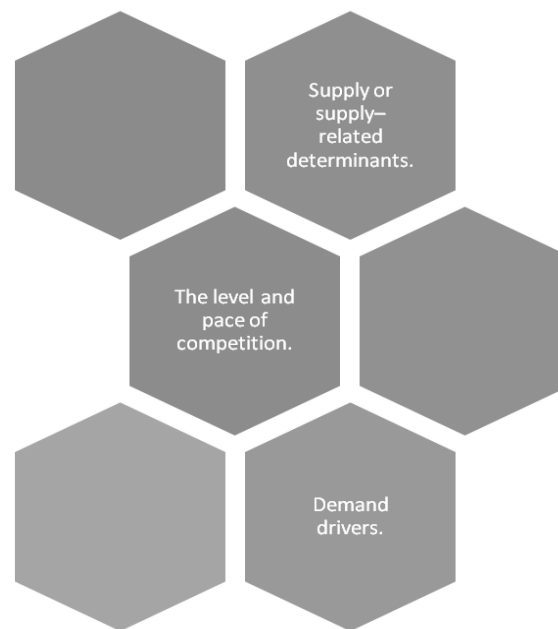 Supply or
supply–
related
determinants.
The level and
pace of
competition.
Demand
drivers.